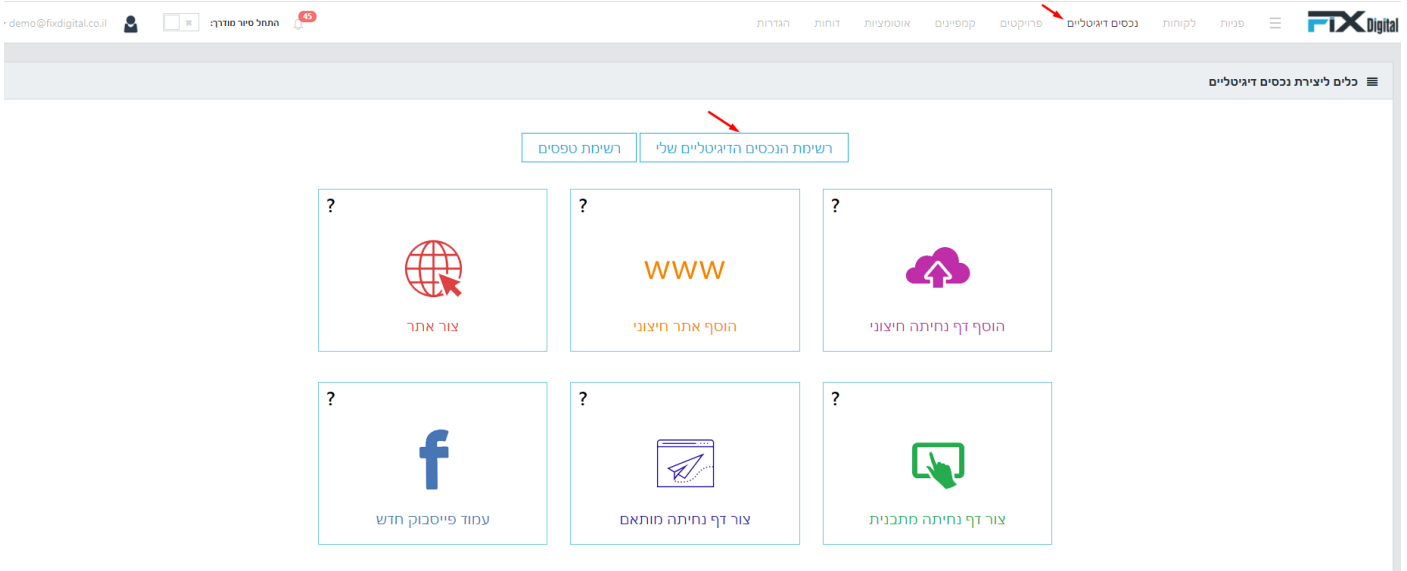 FIX Digital
פניות
לקוחות
נכסים דיגיטליים
פרויקטים
קמפיינים
אוטומציות
דוחות
הגדרות
45
התחל סיור מודרך:
demo@fixdigital.co.il
כלים ליצירת נכסים דיגיטליים
רשימת הנכסים הדיגיטליים שלי
רשימת טפסים
?
הוסף דף נחיתה חיצוני
?
WWW
הוסף אתר חיצוני
?
צור אתר
?
צור דף נחיתה מתבנית
?
צור דף נחיתה מותאם
?
f
עמוד פייסבוק חדש